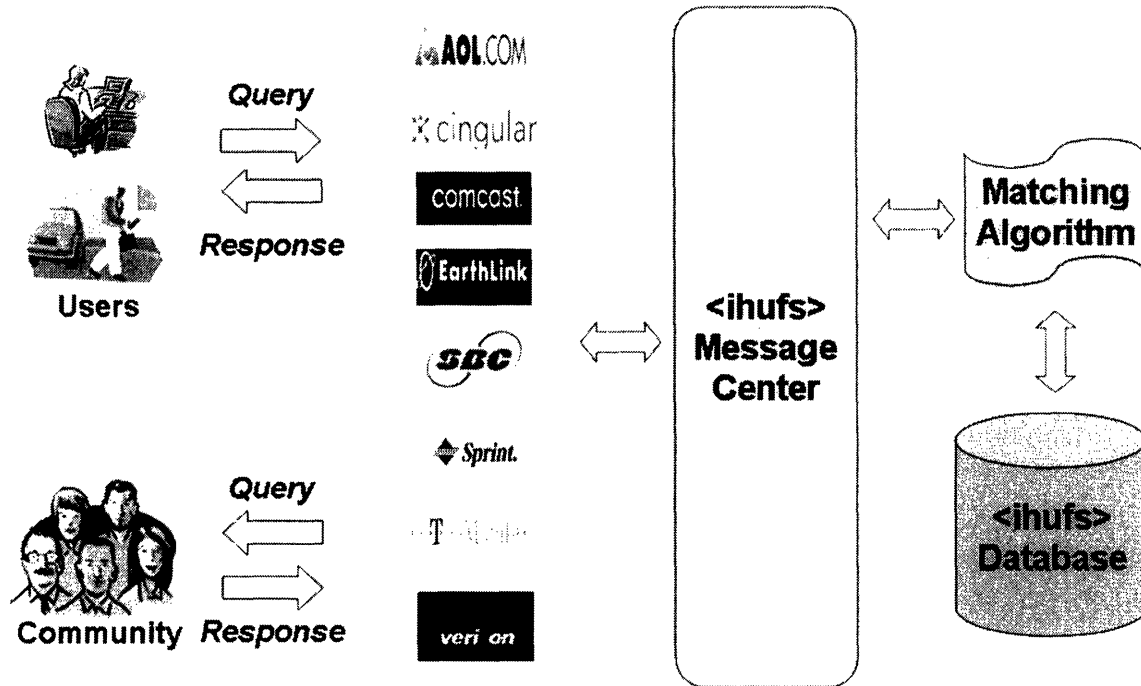 Query
Response
Users
Query
Response
Community
AOL.COM
cingular
comcast.
EarthLink
SBC
Sprint.
T
veri on
<ihufs>
Message
Center
Matching
Algorithm
<ihufs>
Database